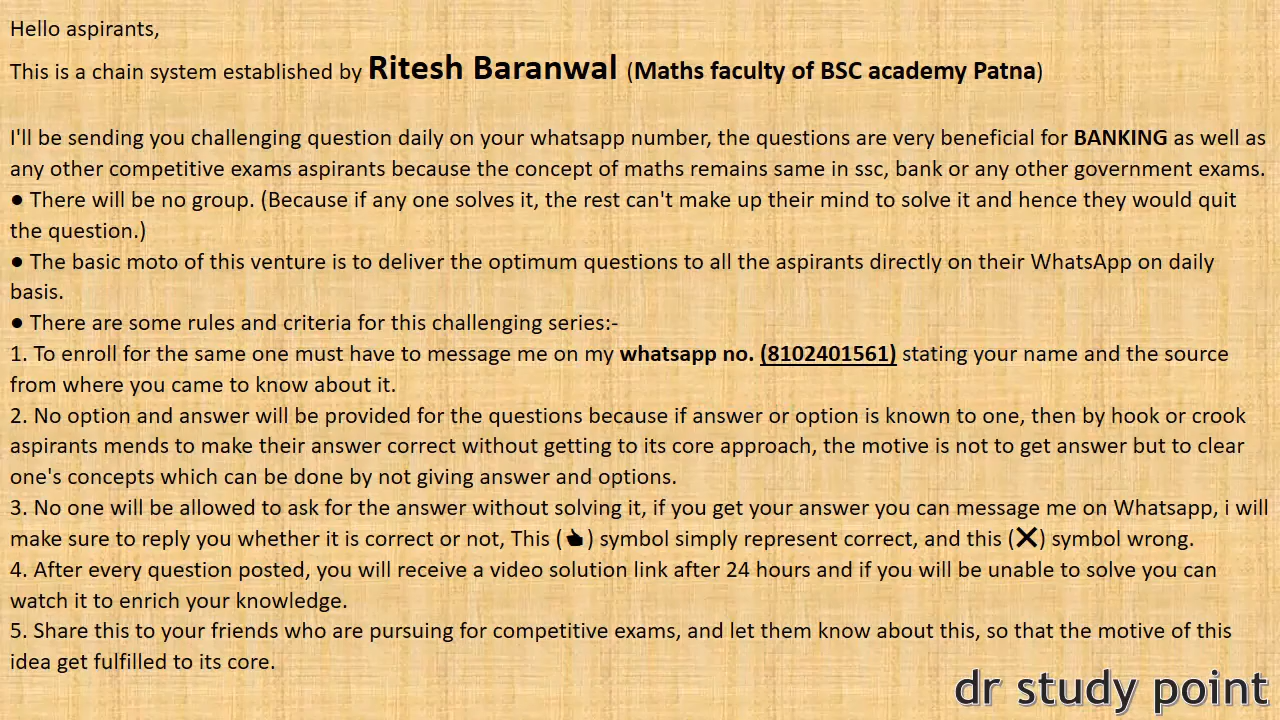 Hello aspirants,
This is a chain system established by Ritesh Baranwal (Maths faculty of BSC academy Patna)
I'll be sending you challenging question daily on your whatsapp number, the questions are very beneficial for BANKING as well as
any other competitive exams aspirants because the concept of maths remains same in ssc, bank or any other government exams.
● There will be no group. (Because if any one solves it, the rest can't make up their mind to solve it and hence they would quit
the question.)
● The basic moto of this venture is to deliver the optimum questions to all the aspirants directly on their WhatsApp on daily
basis.
● There are some rules and criteria for this challenging series:-
1. To enroll for the same one must have to message me on my whatsapp no. (8102401561) stating your name and the source
from where you came to know about it.
2. No option and answer will be provided for the questions because if answer or option is known to one, then by hook or crook
aspirants mends to make their answer correct without getting to its core approach, the motive is not to get answer but to clear
one's concepts which can be done by not giving answer and options.
3. No one will be allowed to ask for the answer without solving it, if you get your answer you can message me on Whatsapp, i will
make sure to reply you whether it is correct or not, This (👍) symbol simply represent correct, and this (❌) symbol wrong.
4. After every question posted, you will receive a video solution link after 24 hours and if you will be unable to solve you can
watch it to enrich your knowledge.
5. Share this to your friends who are pursuing for competitive exams, and let them know about this, so that the motive of this
idea get fulfilled to its core.
dr study point